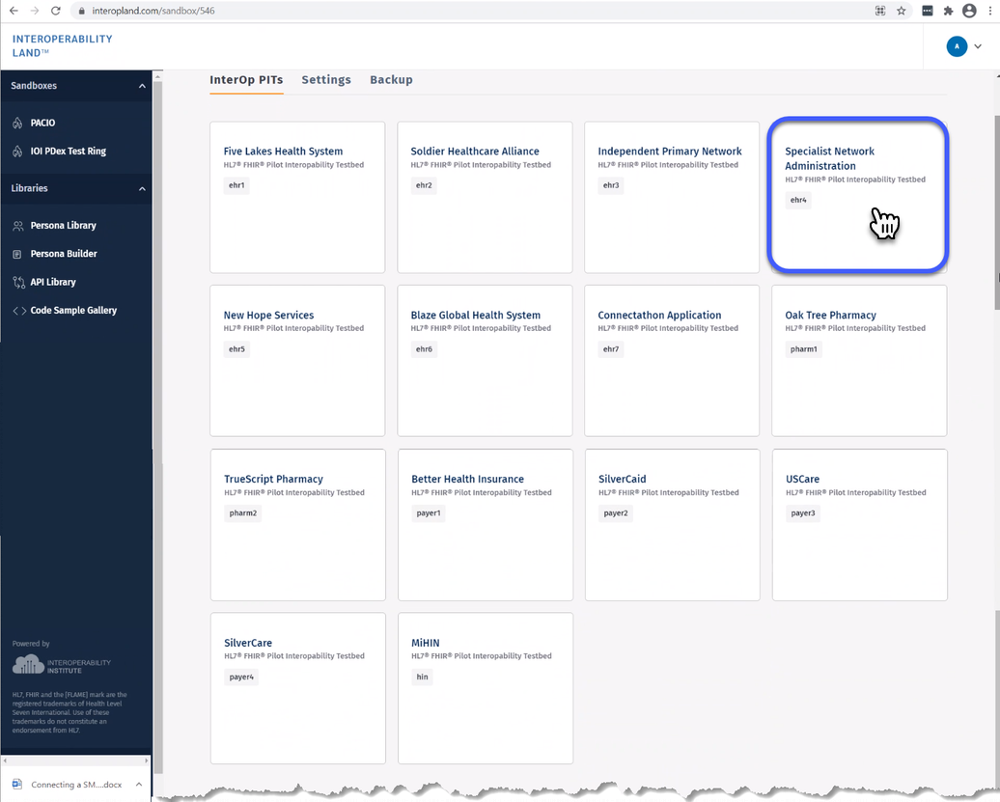 interopland.com/sandbox/546
INTEROPERABILITY
LAND™
A
Sandboxes
PACIO
IOI PDex Test Ring
Libraries
Persona Library
Persona Builder
API Library
Code Sample Gallery
Powered by
INTEROPERABILITY
INSTITUTE
HL7, FHIR and the [FLAME] mark are the
registered trademarks of Health Level
Seven International. Use of these
trademarks do not constitute an
endorsement from HL7.
Connecting a SM....docx
InterOp PITs Settings Backup
Five Lakes Health System
HL7® FHIR® Pilot Interopability Testbed
ehr1
Soldier Healthcare Alliance
HL7® FHIR® Pilot Interopability Testbed
ehr2
Independent Primary Network
HL7® FHIR® Pilot Interopability Testbed
ehr3
Specialist Network
Administration
HL7® FHIR® Pilot Interopability Testbed
ehr4
New Hope Services
HL7® FHIR® Pilot Interopability Testbed
ehr5
Blaze Global Health System
HL7® FHIR® Pilot Interopability Testbed
ehr6
Connectathon Application
HL7® FHIR® Pilot Interopability Testbed
ehr7
Oak Tree Pharmacy
HL7® FHIR® Pilot Interopability Testbed
pharm1
TrueScript Pharmacy
HL7® FHIR® Pilot Interopability Testbed
pharm2
Better Health Insurance
HL7® FHIR® Pilot Interopability Testbed
payer1
SilverCaid
HL7® FHIR® Pilot Interopability Testbed
payer2
USCare
HL7® FHIR® Pilot Interopability Testbed
payer3
SilverCare
HL7® FHIR® Pilot Interopability Testbed
payer4
MiHIN
HL7® FHIR® Pilot Interopability Testbed
hin